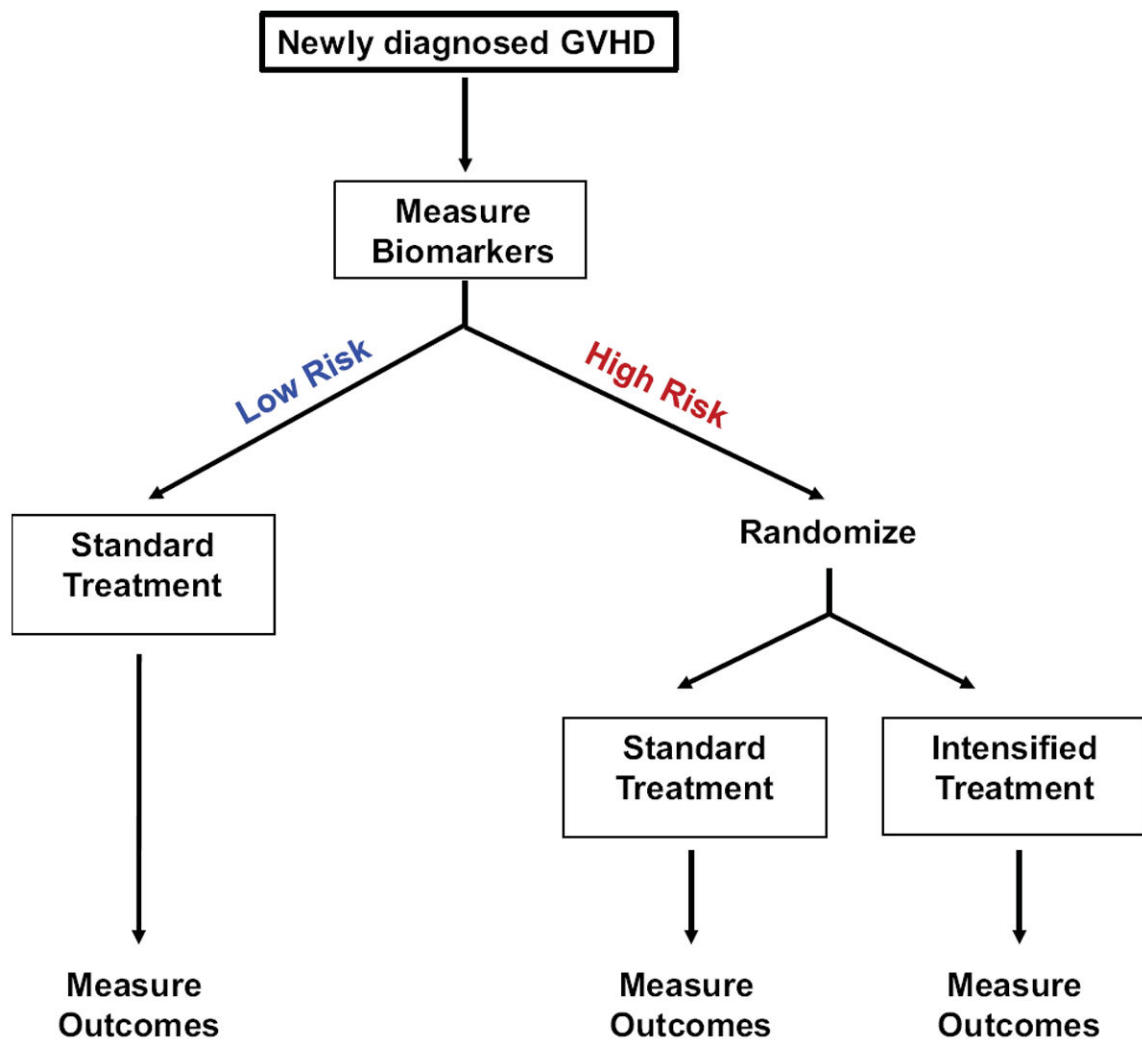 Newly diagnosed GVHD
Measure
Biomarkers
Low Risk
High Risk
Standard
Treatment
Randomize
Standard
Treatment
Intensified
Treatment
Measure
Outcomes
Measure
Outcomes
Measure
Outcomes